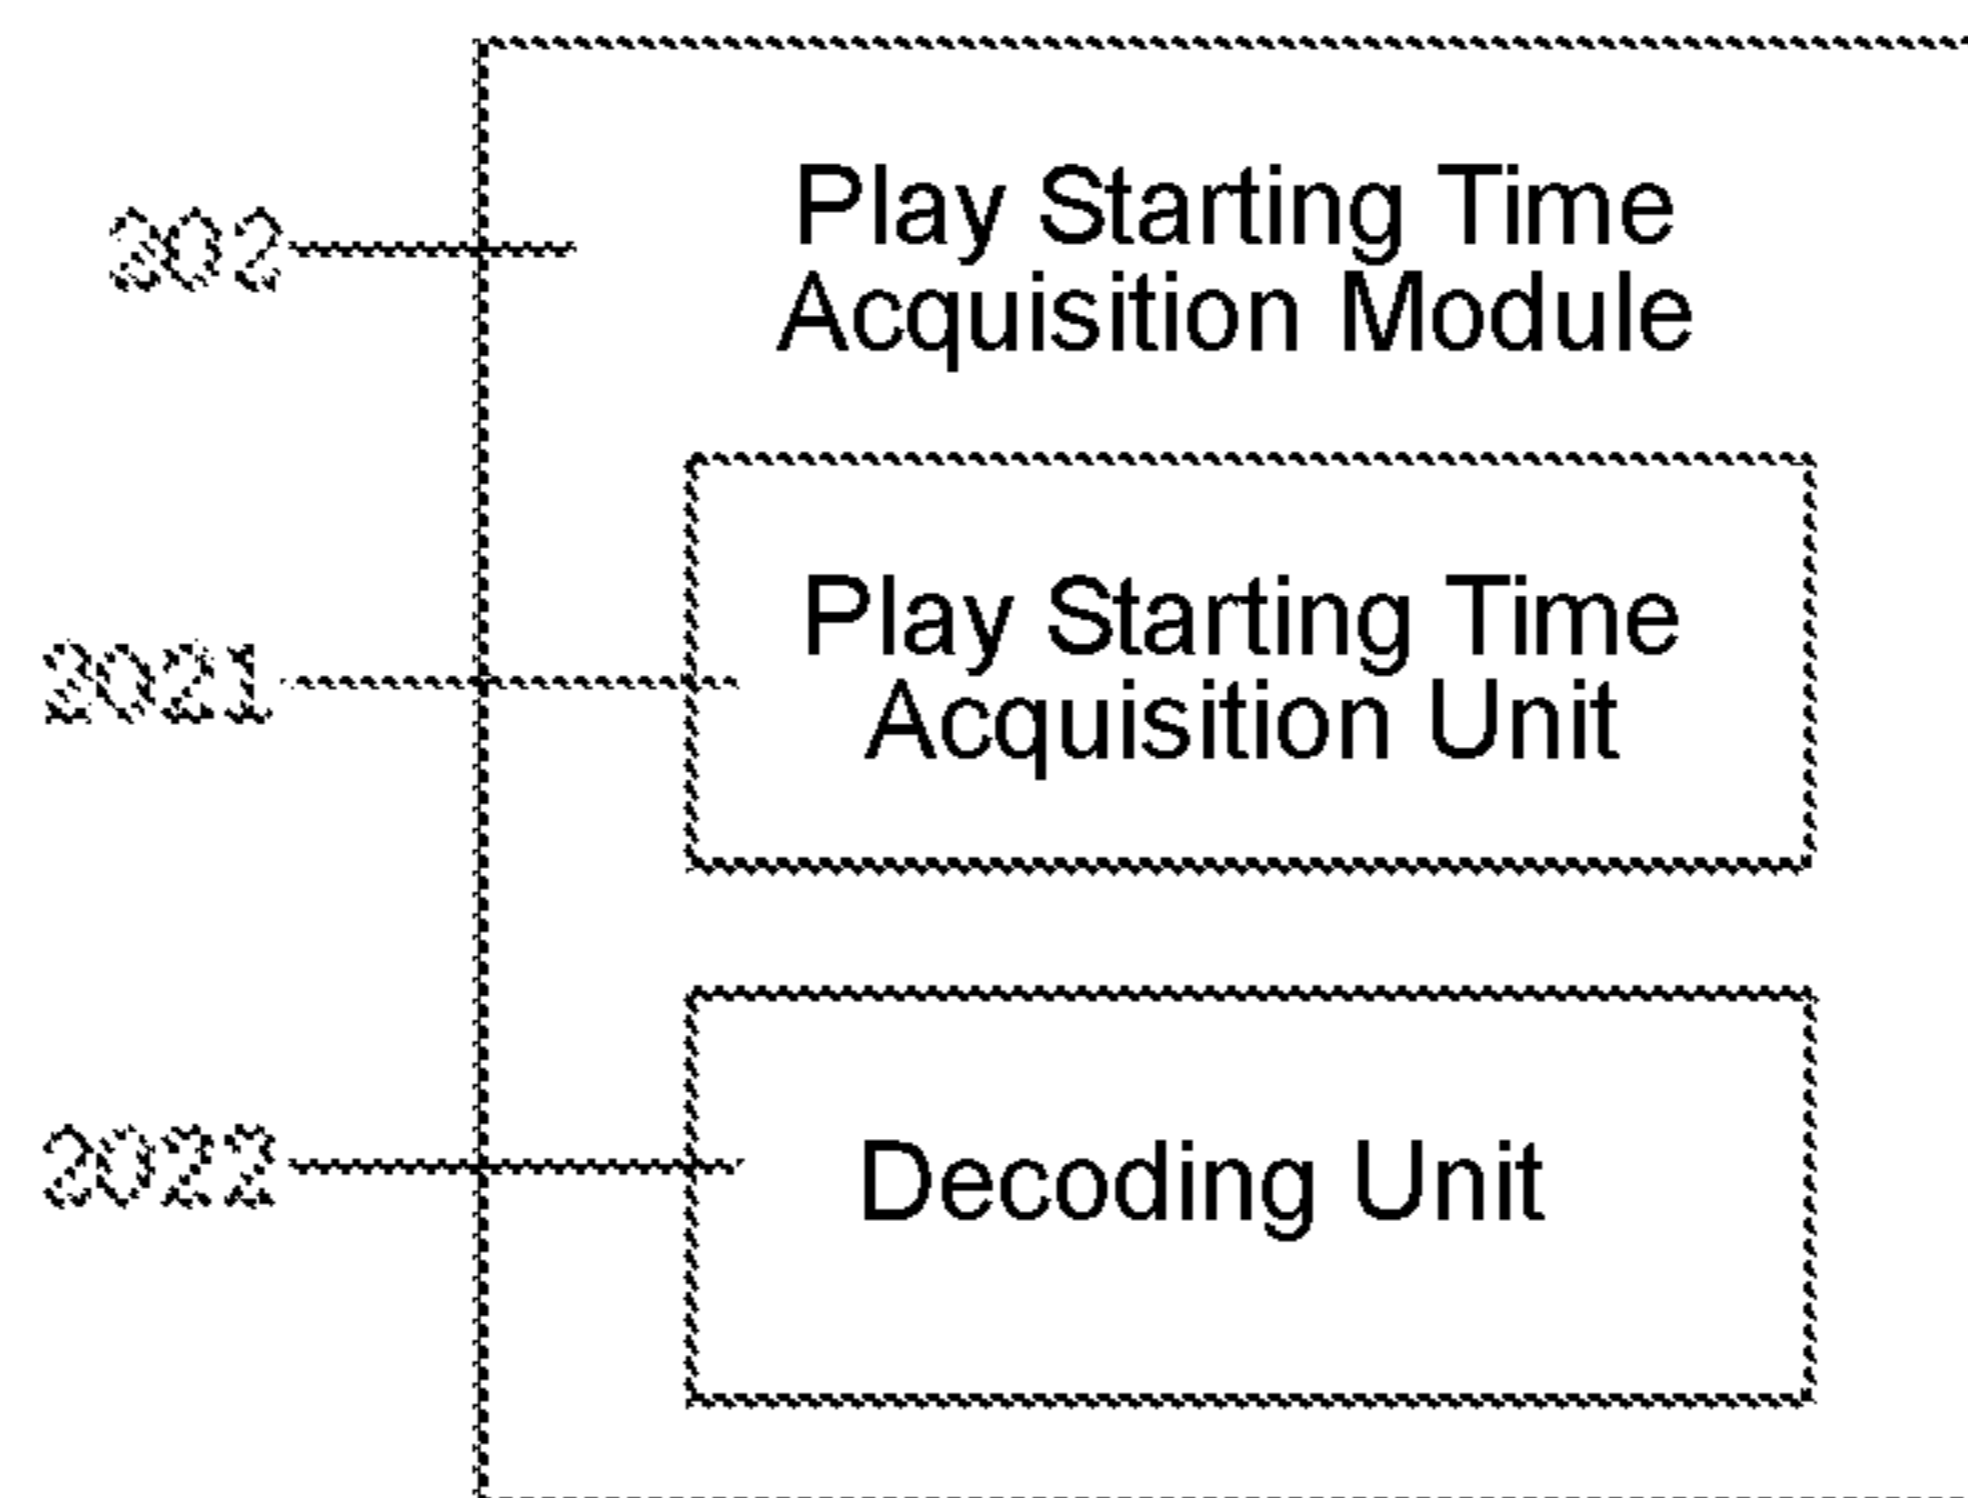 202
Play Starting Time
Acquisition Module
2021
Play Starting Time
Acquisition Unit
2022
Decoding Unit